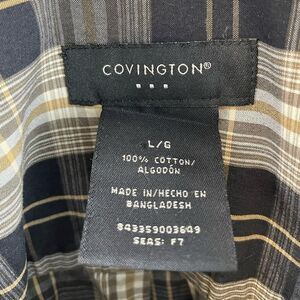 COVINGTON®
L/G
100% COTTON/
ALGODÓN
MADE IN/HECHO EN
BANGLADESH
843359003649
SEAS: F7